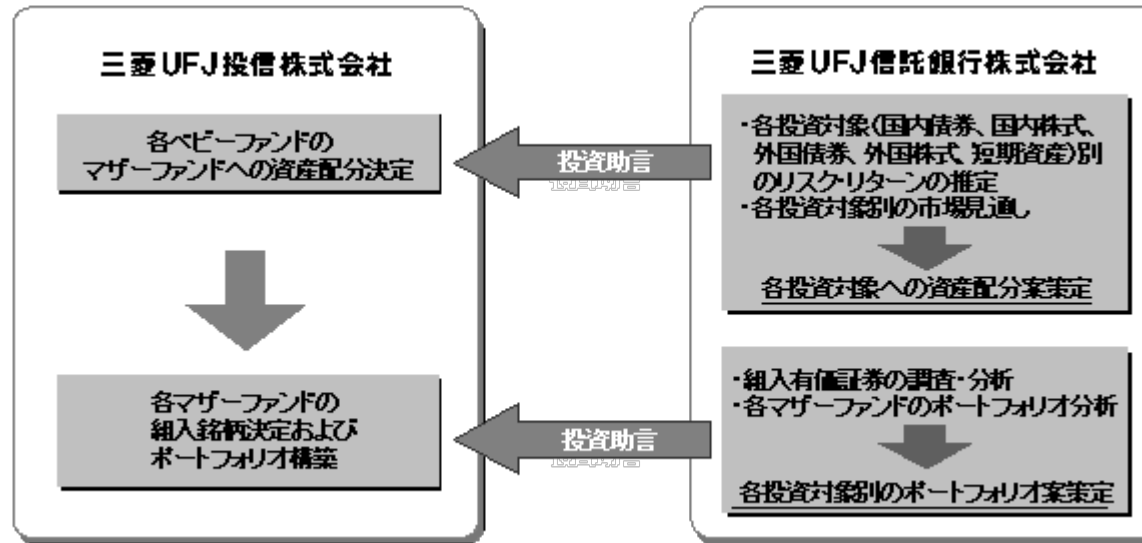 三菱UFJ投信株式会社
各ベビーファンドの
マザーファンドへの資産配分決定
各マザーファンドの
組入銘柄決定および
ポートフォリオ構築
投資助言
投資助言
三菱UFJ信託銀行株式会社
・各投資対象(国内債券、国内株式、
外国債券、外国株式、短期資産)別
のリスク・リターンの推定
・各投資対象別の市場見通し
各投資対象への資産配分案策定
・組入有価証券の調査・分析
・各マザーファンドのポートフォリオ分析
各投資対象別のポートフォリオ案策定